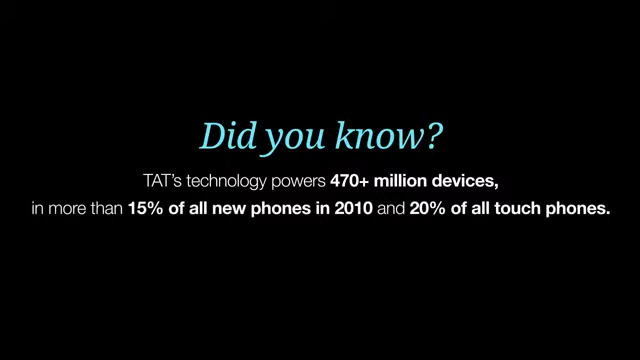 Did you know?
TAT's technology powers 470+ million devices,
in more than 15% of all new phones in 2010 and 20% of all touch phones.